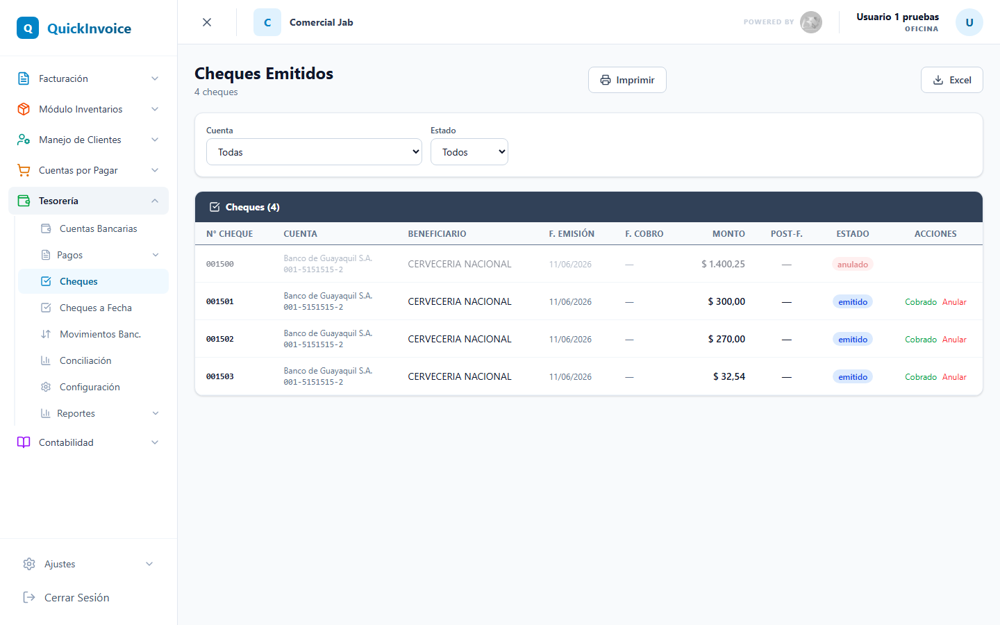 Q QuickInvoice
Facturación
Módulo Inventarios
Manejo de Clientes
Cuentas por Pagar
Tesorería
Cuentas Bancarias
Pagos
Cheques
Cheques a Fecha
Movimientos Banc.
Conciliación
Configuración
Reportes
Contabilidad
Ajustes
Cerrar Sesión
C Comercial Jab
POWERED BY
Usuario 1 pruebas
OFICINA
U
Cheques Emitidos
4 cheques
Imprimir
Excel
Cuenta Estado
Todas Todos
Cheques (4)
N° CHEQUE CUENTA BENEFICIARIO F. EMISIÓN F. COBRO MONTO POST-F. ESTADO ACCIONES
001500 Banco de Guayaquil S.A. 001-5151515-2 CERVECERIA NACIONAL 11/06/2026 — $ 1.400,25 — anulado
001501 Banco de Guayaquil S.A. 001-5151515-2 CERVECERIA NACIONAL 11/06/2026 — $ 300,00 — emitido Cobrado Anular
001502 Banco de Guayaquil S.A. 001-5151515-2 CERVECERIA NACIONAL 11/06/2026 — $ 270,00 — emitido Cobrado Anular
001503 Banco de Guayaquil S.A. 001-5151515-2 CERVECERIA NACIONAL 11/06/2026 — $ 32,54 — emitido Cobrado Anular